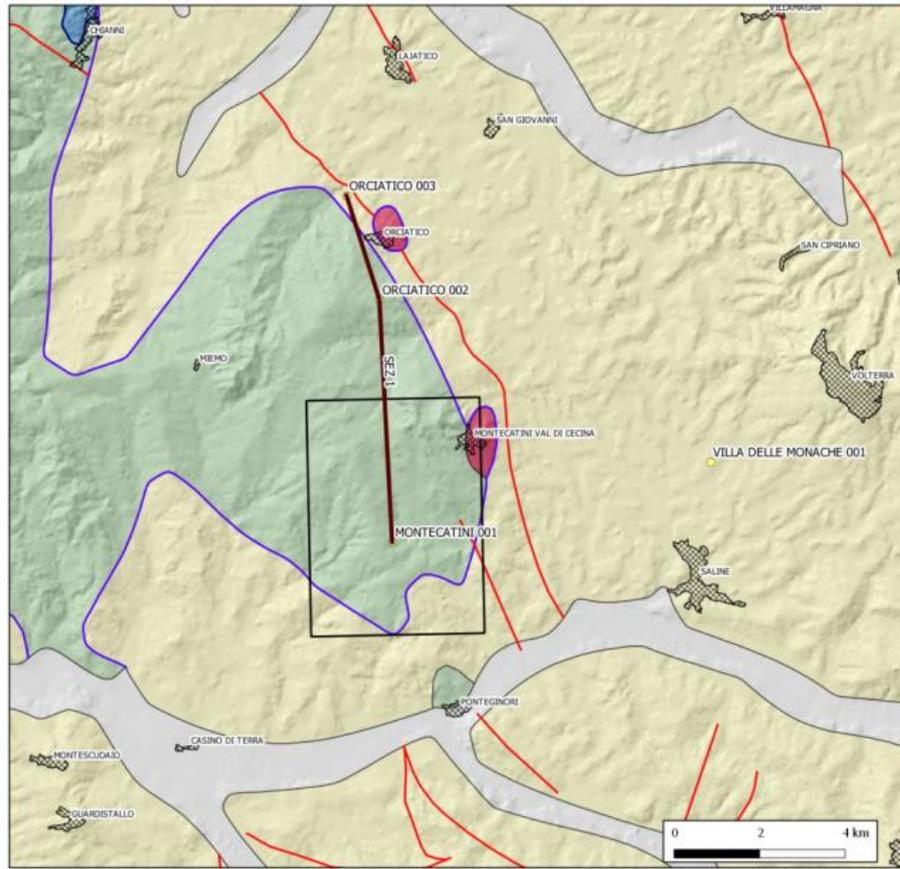 VILLAMAGNA
CHIANNI
LAJATICO
SAN GIOVANNI
ORCIATICO 003
ORCIATICO
SAN CIPRIANO
ORCIATICO 002
MIEMO
SEZ.1
VOLTERRA
MONTECATINI VAL DI CECINA
VILLA DELLE MONACHE 001
MONTECATINI 001
SALINE
PONTEGINORI
CASINO DI TERRA
MONTESCUDAIO
GUARDISTALLO
0 2 4 km